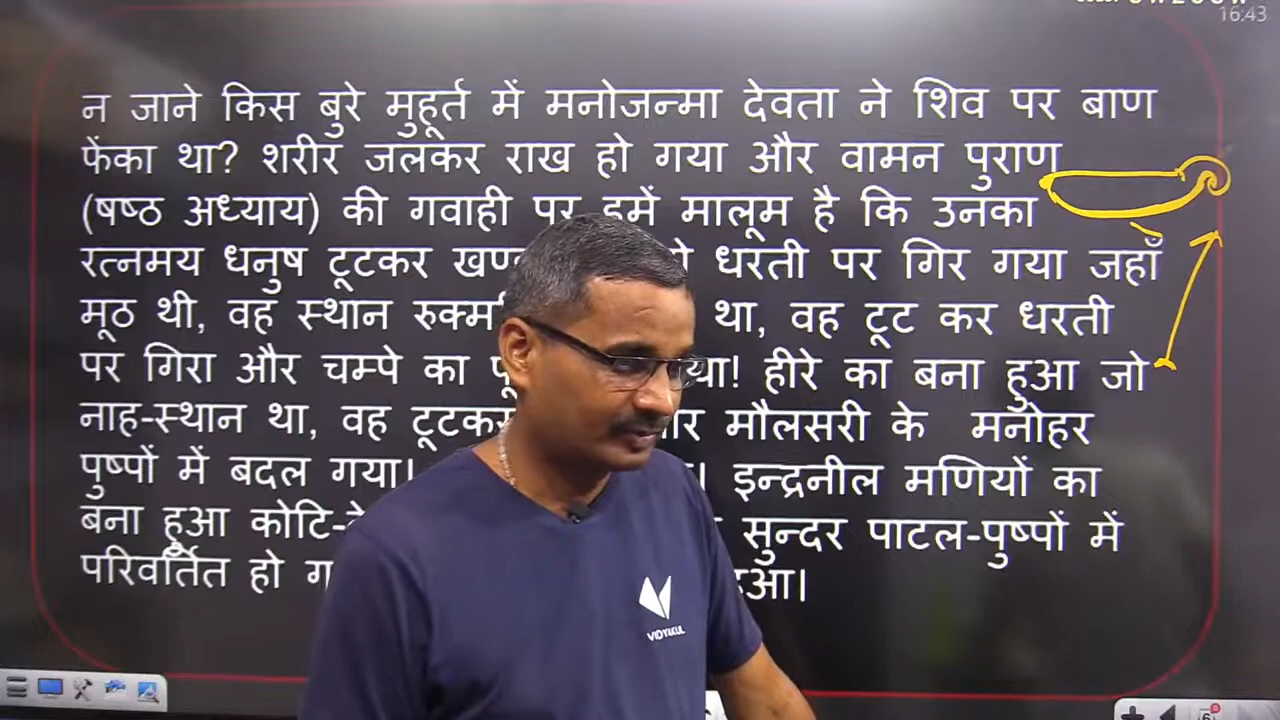 16:43
न जाने किस बुरे मुहूर्त में मनोजन्मा देवता ने शिव पर बाण
फेंका था? शरीर जलकर राख हो गया और वामन पुराण
(षष्ठ अध्याय) की गवाही पर हमें मालूम है कि उनका
रत्नमय धनुष टूटकर धरती पर गिर गया जहाँ
मूठ थी, वह स्थान था, वह टूट कर धरती
पर गिरा और चम्पे का हीरे का बना हुआ जो
नाह-स्थान था, वह मौलसरी के मनोहर
पुष्पों में बदल गया। इन्द्रनील मणियों का
बना हुआ सुन्दर पाटल-पुष्पों में
परिवर्तित हो
VIDYAKUL